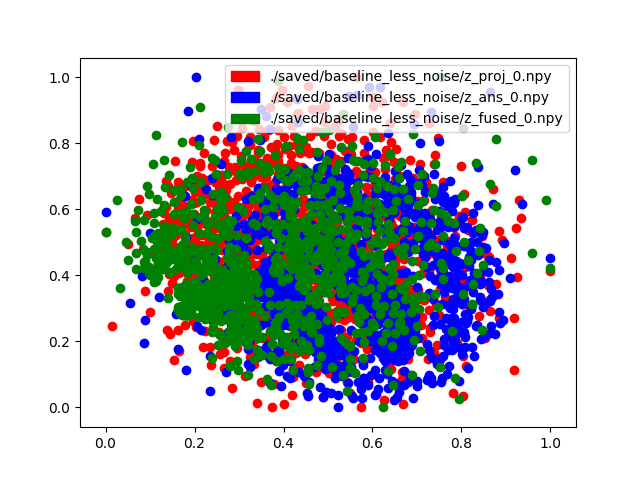 ./saved/baseline_less_noise/z_proj_0.npy
./saved/baseline_less_noise/z_ans_0.npy
./saved/baseline_less_noise/z_fused_0.npy
1.0
0.8
0.6
0.4
0.2
0.0
0.0 0.2 0.4 0.6 0.8 1.0